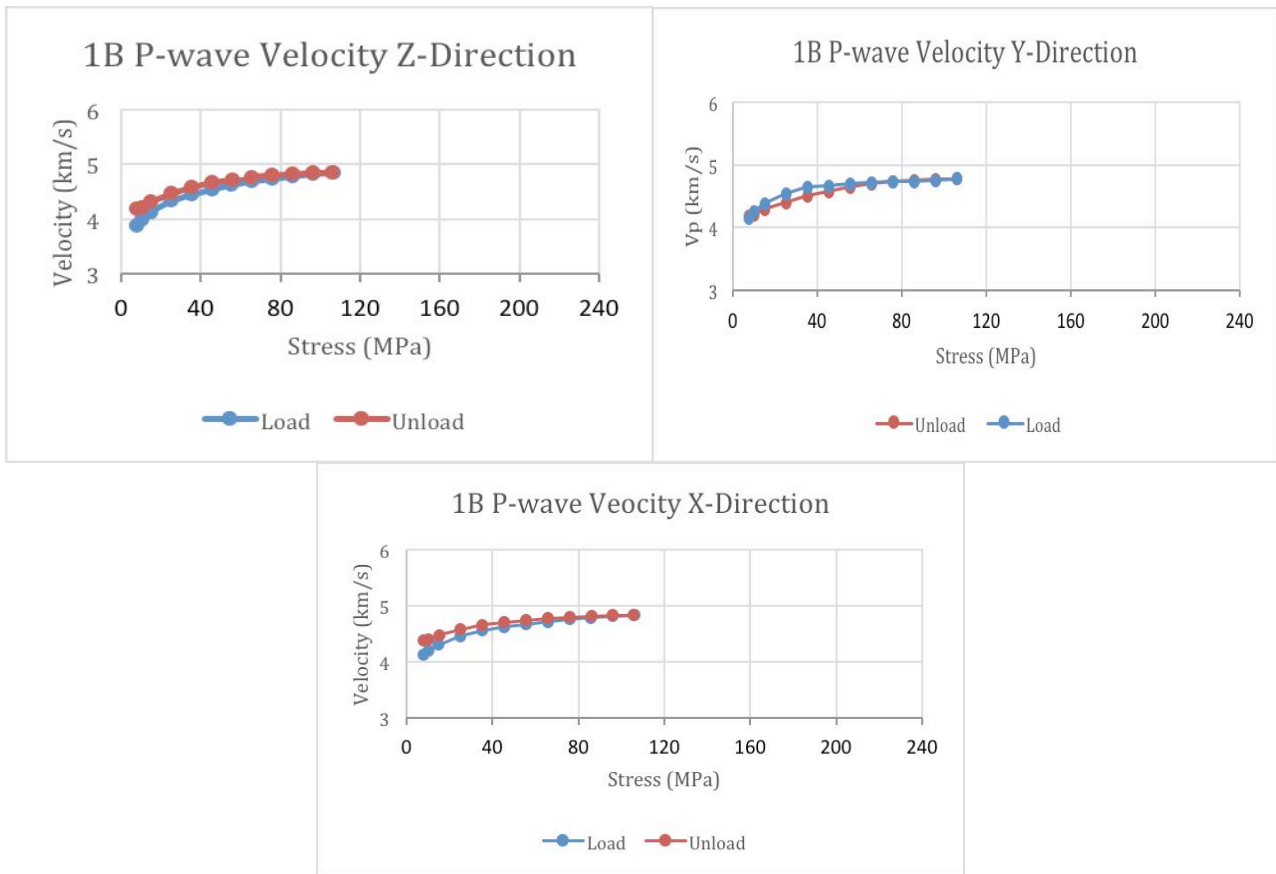 1B P-wave Velocity Z-Direction
6
5
4
3
Velocity (km/s)
0 40 80 120 160 200 240
Stress (MPa)
Load Unload
1B P-wave Velocity Y-Direction
6
5
4
3
Vp (km/s)
0 40 80 120 160 200 240
Stress (MPa)
Unload Load
1B P-wave Veocity X-Direction
6
5
4
3
Velocity (km/s)
0 40 80 120 160 200 240
Stress (MPa)
Load Unload